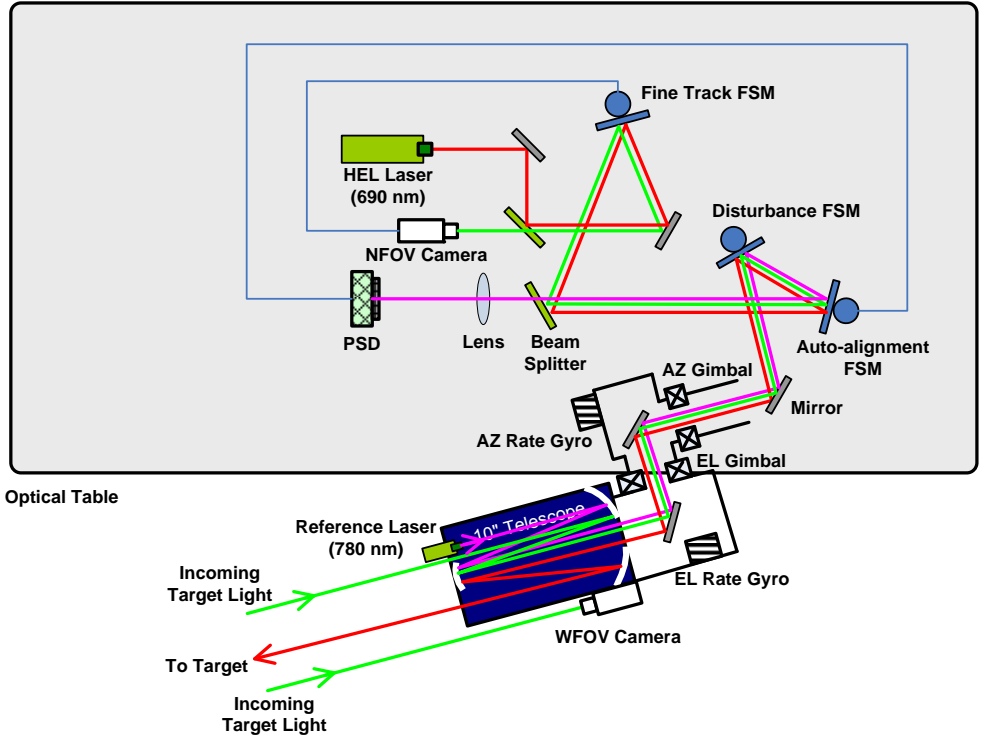 Fine Track FSM
HEL Laser
(690 nm)
Disturbance FSM
NFOV Camera
PSD
Lens
Beam
Splitter
Auto-alignment
FSM
AZ Gimbal
Mirror
AZ Rate Gyro
EL Gimbal
Optical Table
10" Telescope
Reference Laser
(780 nm)
EL Rate Gyro
Incoming
Target Light
WFOV Camera
To Target
Incoming
Target Light